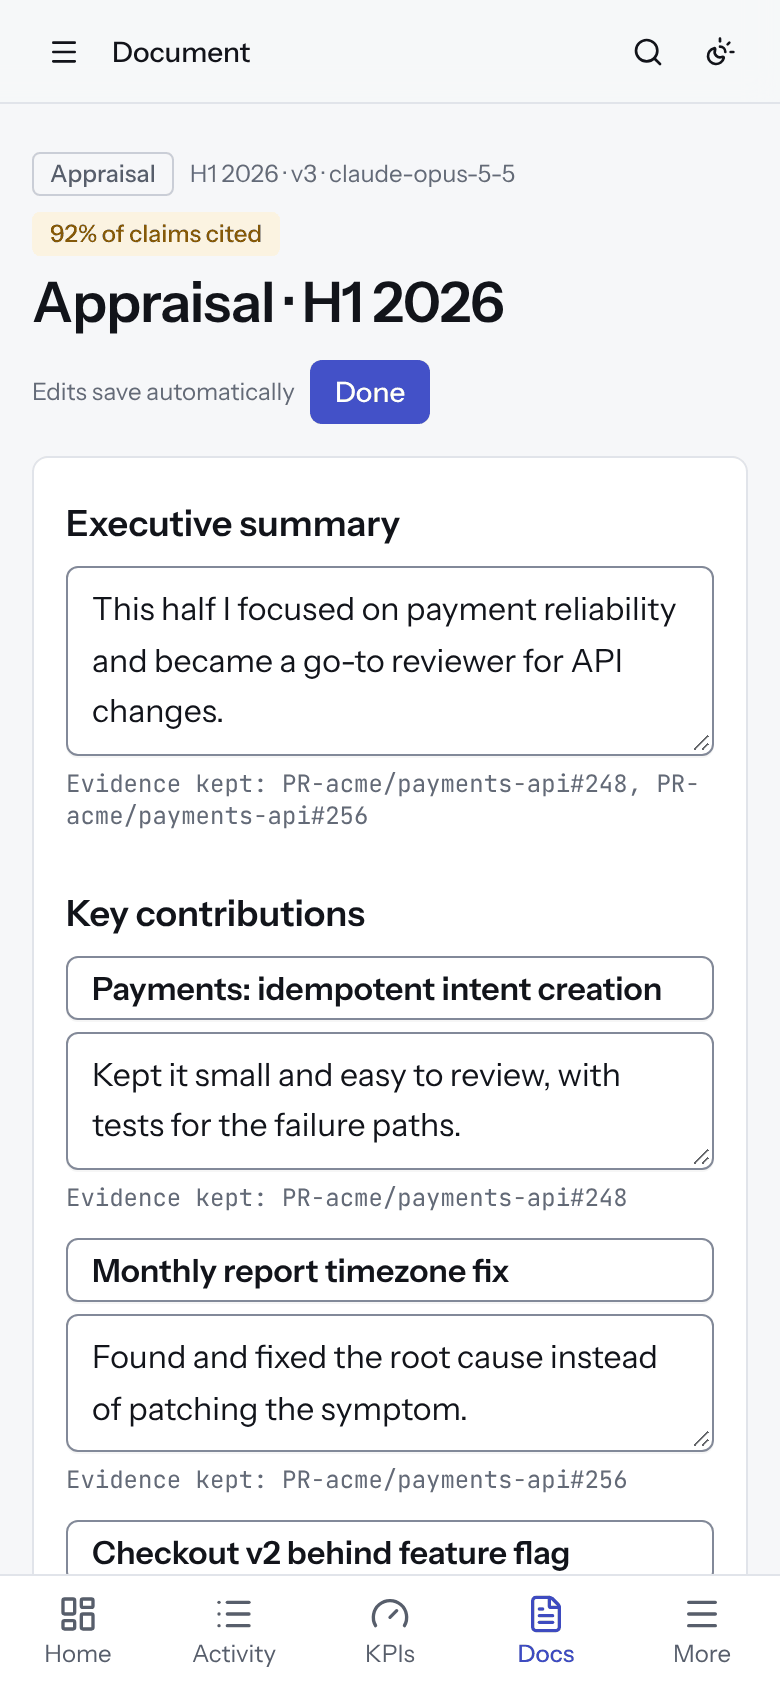 Document
Appraisal
H1 2026 · v3 · claude-opus-5-5
92% of claims cited
Appraisal · H1 2026
Edits save automatically
Done
Executive summary
This half I focused on payment reliability
and became a go-to reviewer for API
changes.
Evidence kept: PR-acme/payments-api#248, PR-
acme/payments-api#256
Key contributions
Payments: idempotent intent creation
Kept it small and easy to review, with
tests for the failure paths.
Evidence kept: PR-acme/payments-api#248
Monthly report timezone fix
Found and fixed the root cause instead
of patching the symptom.
Evidence kept: PR-acme/payments-api#256
Checkout v2 behind feature flag
Home
Activity
KPIs
Docs
More